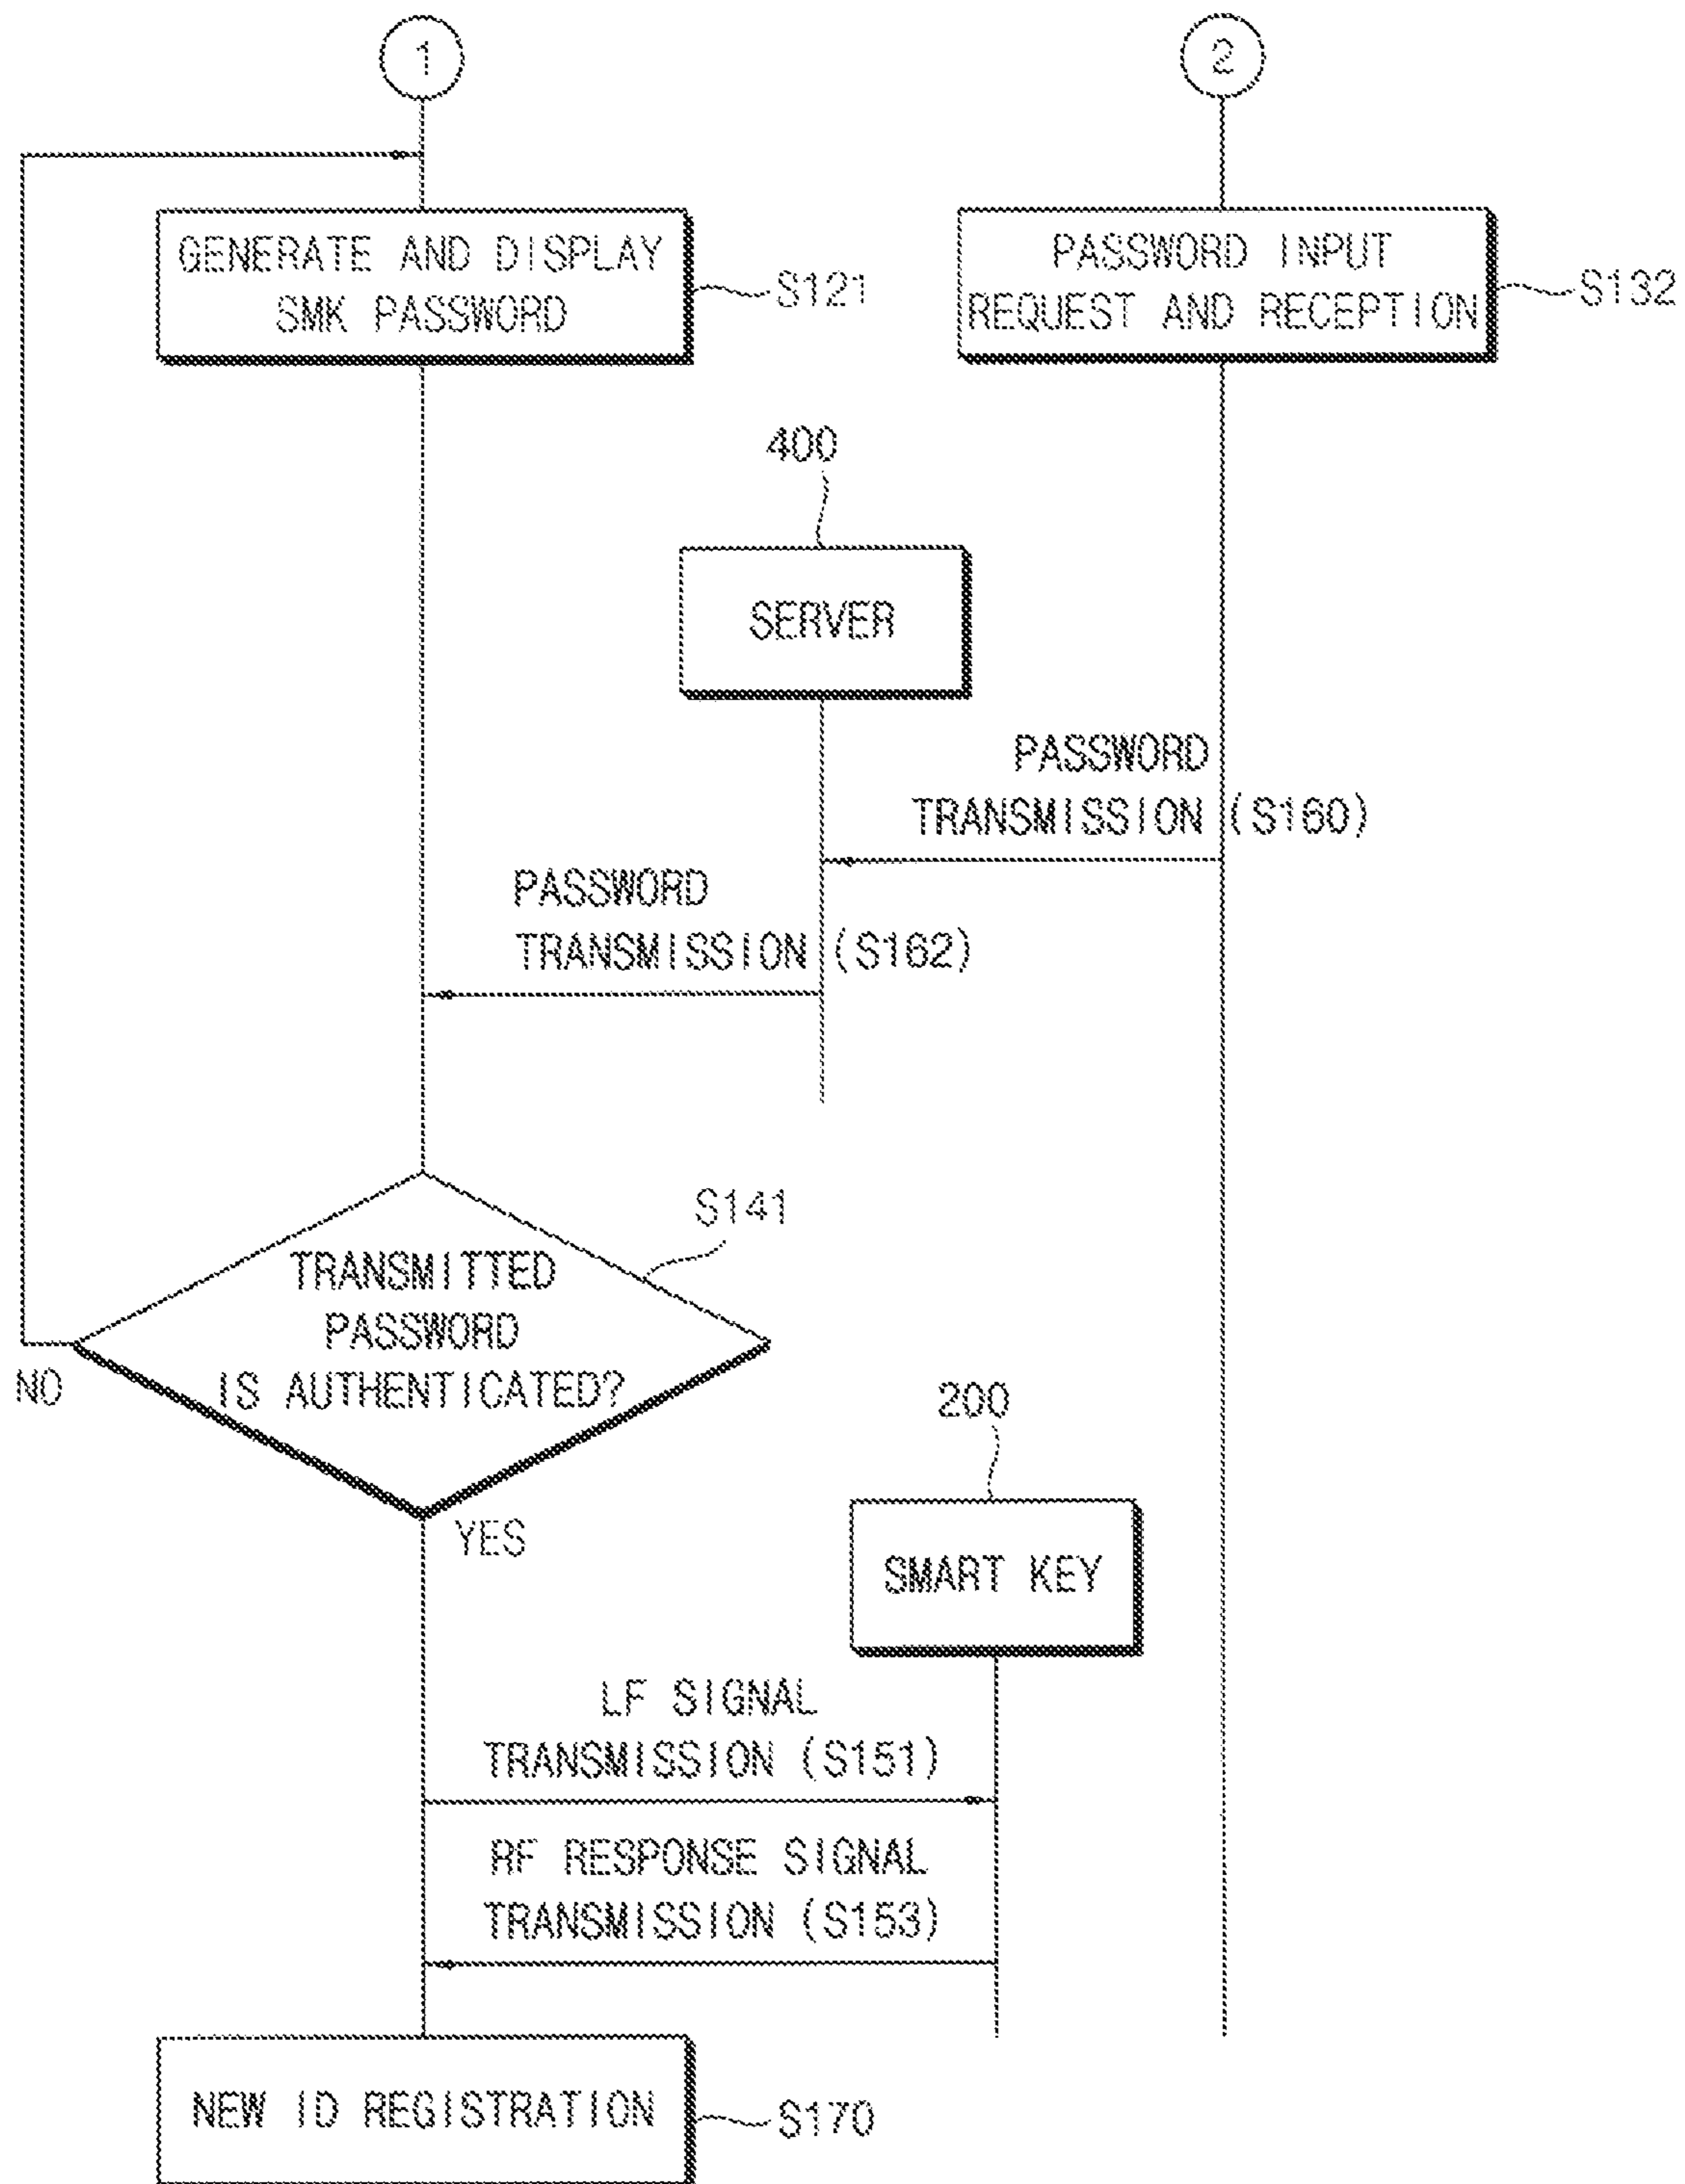 1
2
GENERATE AND DISPLAY
SMK PASSWORD
S121
PASSWORD INPUT
REQUEST AND RECEPTION
S132
400
SERVER
PASSWORD
TRANSMISSION (S160)
PASSWORD
TRANSMISSION (S162)
S141
TRANSMITTED
PASSWORD
IS AUTHENTICATED?
NO
YES
200
SMART KEY
LF SIGNAL
TRANSMISSION (S151)
RF RESPONSE SIGNAL
TRANSMISSION (S153)
NEW ID REGISTRATION
S170